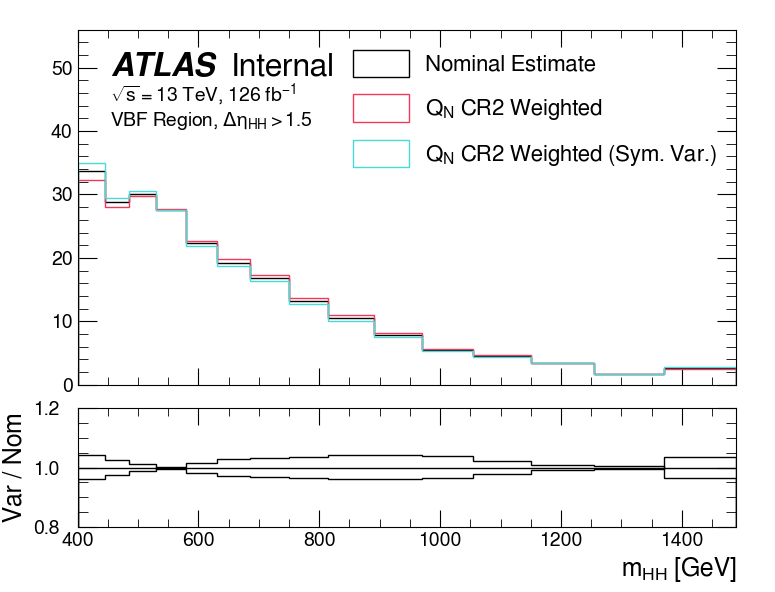 ATLAS Internal
√s = 13 TeV, 126 fb⁻¹
VBF Region, Δη_HH > 1.5
Nominal Estimate
Q_N CR2 Weighted
Q_N CR2 Weighted (Sym. Var.)
50
40
30
20
10
0
Var / Nom
1.2
1.0
0.8
400 600 800 1000 1200 1400
m_HH [GeV]